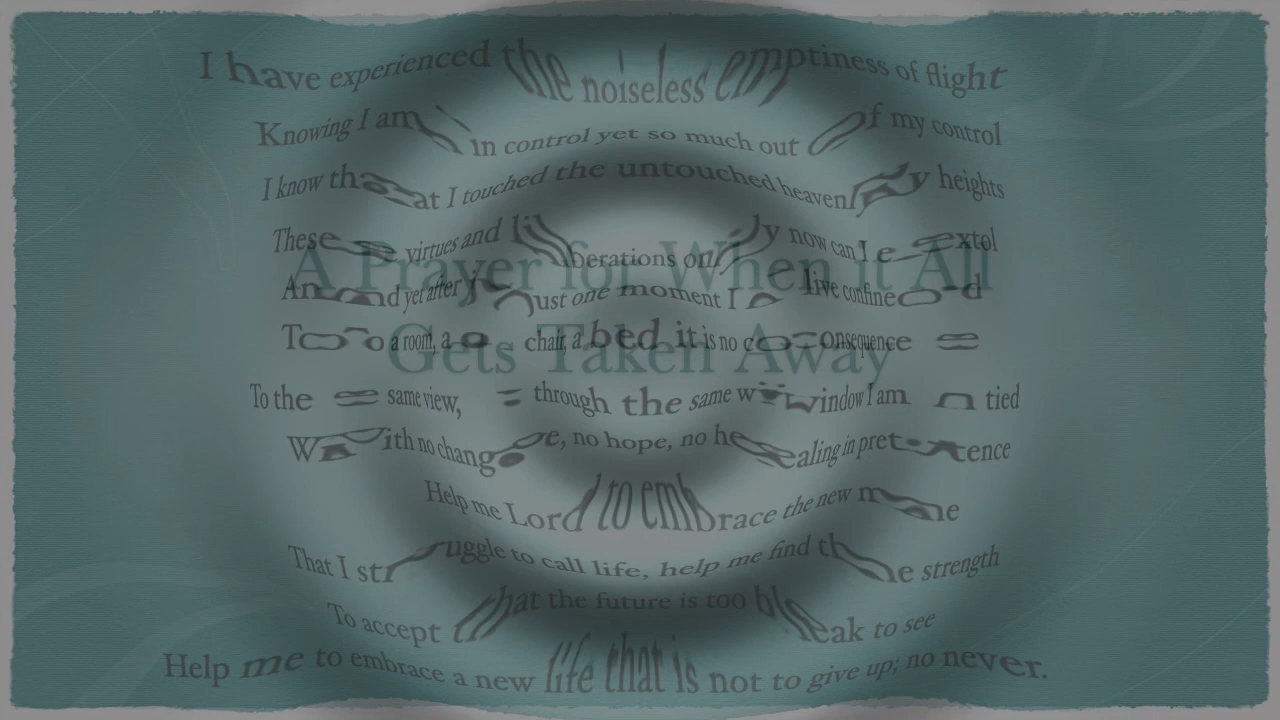 I have experienced the noiseless emptiness of flight
Knowing I am in control yet so much out of my control
I know that I touched the untouched heavenly heights
These virtues and liberations only now can I extol
A Prayer for When it All
And yet after just one moment I live confined
To a room, a chair, a bed it is no consequence
Gets Taken Away
To the same view, through the same window I am tied
With no change, no hope, no healing in pretence
Help me Lord to embrace the new me
That I struggle to call life, help me find the strength
To accept that the future is too bleak to see
Help me to embrace a new life that is not to give up; no never.